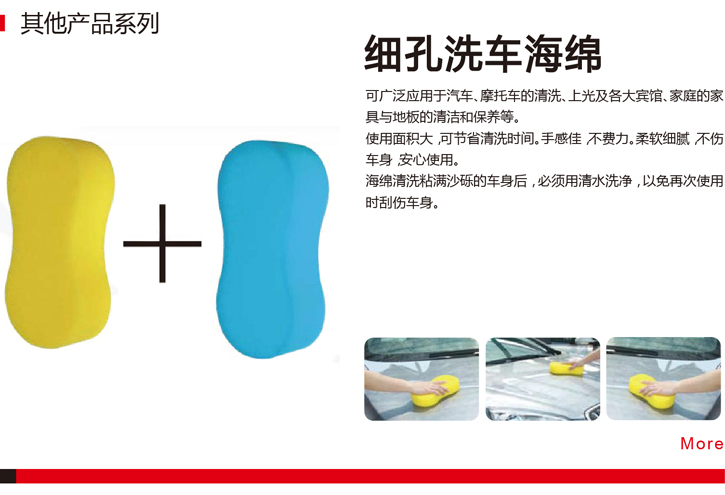 其他产品系列
细孔洗车海绵
可广泛应用于汽车、摩托车的清洗、上光及各大宾馆、家庭的家
具与地板的清洁和保养等。
使用面积大,可节省清洗时间。手感佳,不费力。柔软细腻,不伤
车身,安心使用。
海绵清洗粘满沙砾的车身后,必须用清水洗净,以免再次使用
时刮伤车身。
More